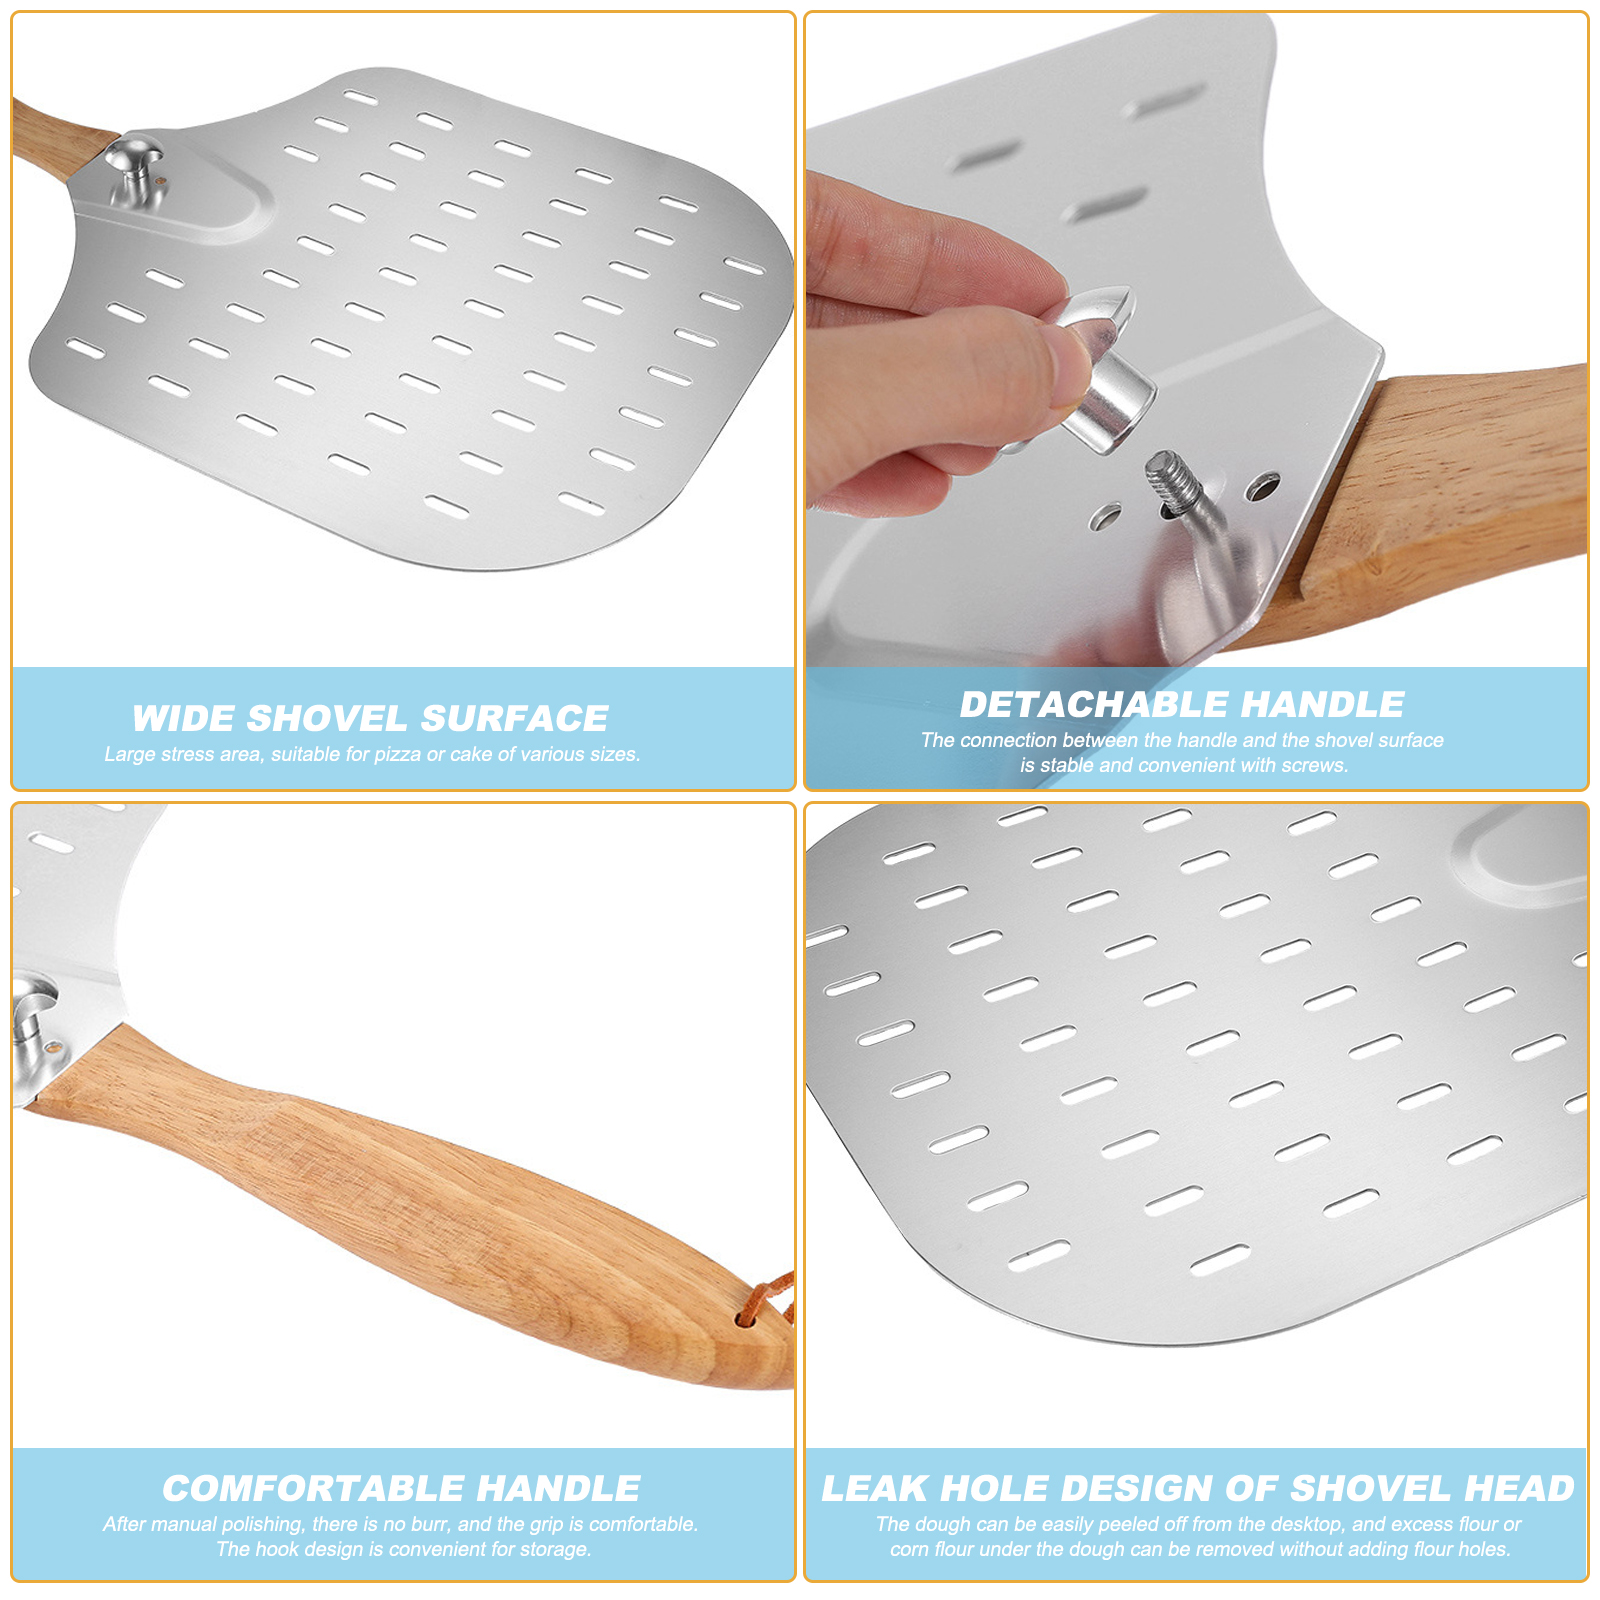 WIDE SHOVEL SURFACE
Large stress area, suitable for pizza or cake of various sizes.
DETACHABLE HANDLE
The connection between the handle and the shovel surface
is stable and convenient with screws.
COMFORTABLE HANDLE
After manual polishing, there is no burr, and the grip is comfortable.
The hook design is convenient for storage.
LEAK HOLE DESIGN OF SHOVEL HEAD
The dough can be easily peeled off from the desktop, and excess flour or
corn flour under the dough can be removed without adding flour holes.